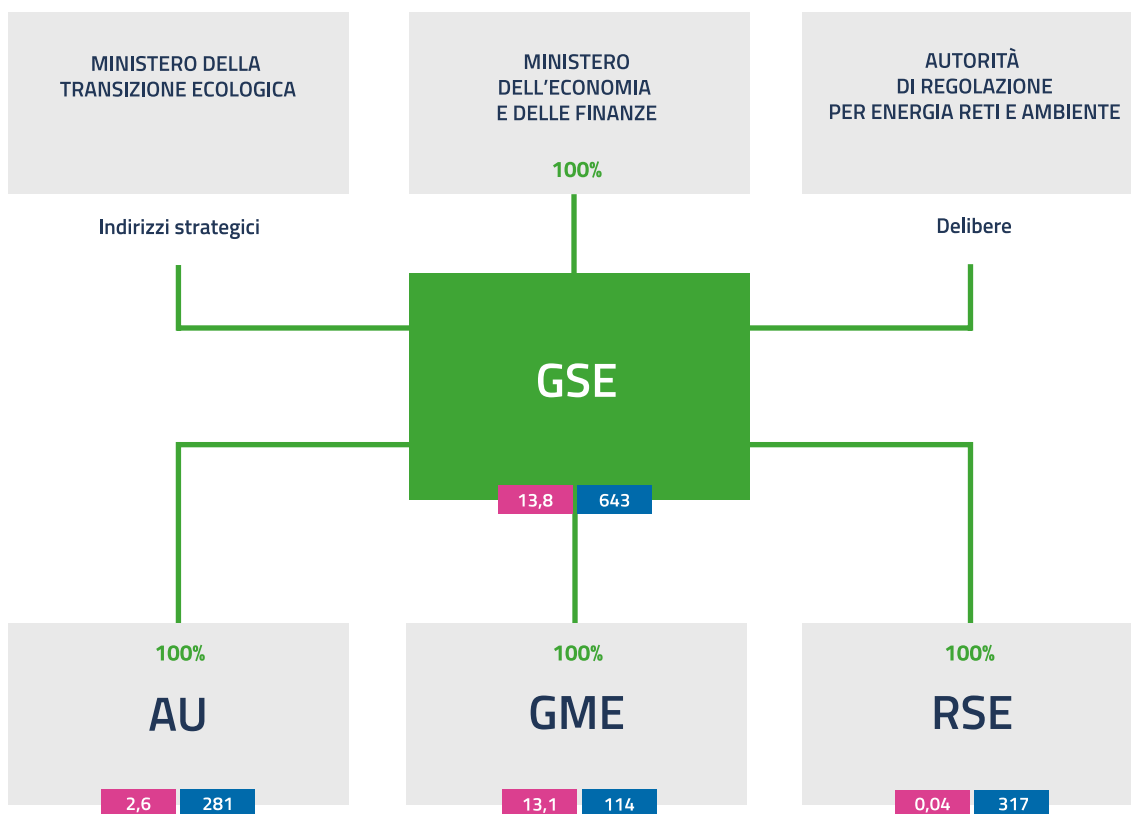 MINISTERO DELLA
TRANSIZIONE ECOLOGICA
MINISTERO
DELL'ECONOMIA
E DELLE FINANZE
100%
AUTORITÀ
DI REGOLAZIONE
PER ENERGIA RETI E AMBIENTE
Indirizzi strategici
Delibere
GSE
13,8 643
100%
AU
2,6 281
100%
GME
13,1 114
100%
RSE
0,04 317